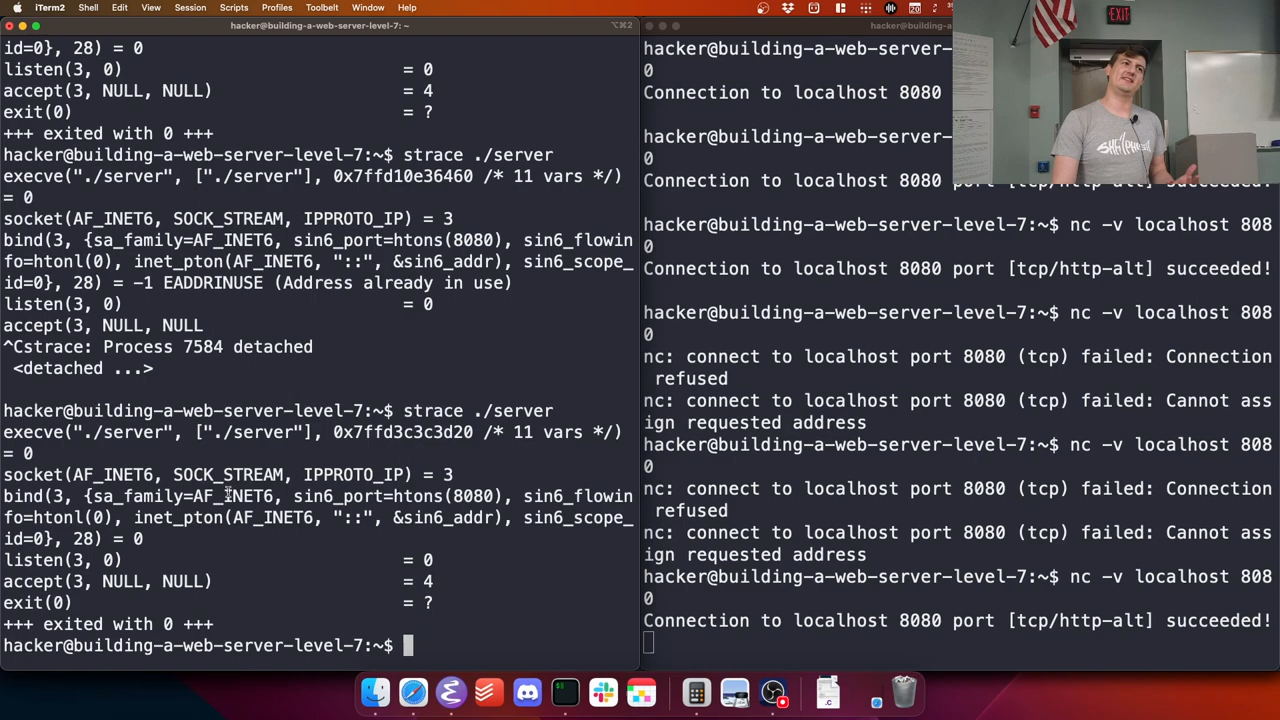 iTerm2 Shell Edit View Session Scripts Profiles Toolbelt Window Help
hacker@building-a-web-server-level-7: ~
⌥⌘2
id=0}, 28) = 0
listen(3, 0) = 0
accept(3, NULL, NULL) = 4
exit(0) = ?
+++ exited with 0 +++
hacker@building-a-web-server-level-7:~$ strace ./server
execve("./server", ["./server"], 0x7ffd10e36460 /* 11 vars */)
= 0
socket(AF_INET6, SOCK_STREAM, IPPROTO_IP) = 3
bind(3, {sa_family=AF_INET6, sin6_port=htons(8080), sin6_flowin
fo=htonl(0), inet_pton(AF_INET6, "::", &sin6_addr), sin6_scope_
id=0}, 28) = -1 EADDRINUSE (Address already in use)
listen(3, 0) = 0
accept(3, NULL, NULL
^Cstrace: Process 7584 detached
<detached ...>
hacker@building-a-web-server-level-7:~$ strace ./server
execve("./server", ["./server"], 0x7ffd3c3c3d20 /* 11 vars */)
= 0
socket(AF_INET6, SOCK_STREAM, IPPROTO_IP) = 3
bind(3, {sa_family=AF_INET6, sin6_port=htons(8080), sin6_flowin
fo=htonl(0), inet_pton(AF_INET6, "::", &sin6_addr), sin6_scope_
id=0}, 28) = 0
listen(3, 0) = 0
accept(3, NULL, NULL) = 4
exit(0) = ?
+++ exited with 0 +++
hacker@building-a-web-server-level-7:~$
hacker@building-a-web
hacker@building-a-web-server-
0
Connection to localhost 8080
hacker@building-a-web-server-
0
Connection to localhost 8080 port [tcp/http-alt] succeeded!
hacker@building-a-web-server-level-7:~$ nc -v localhost 808
0
Connection to localhost 8080 port [tcp/http-alt] succeeded!
hacker@building-a-web-server-level-7:~$ nc -v localhost 808
0
nc: connect to localhost port 8080 (tcp) failed: Connection
refused
nc: connect to localhost port 8080 (tcp) failed: Cannot ass
ign requested address
hacker@building-a-web-server-level-7:~$ nc -v localhost 808
0
nc: connect to localhost port 8080 (tcp) failed: Connection
refused
nc: connect to localhost port 8080 (tcp) failed: Cannot ass
ign requested address
hacker@building-a-web-server-level-7:~$ nc -v localhost 808
0
Connection to localhost 8080 port [tcp/http-alt] succeeded!
EXIT
20
.C